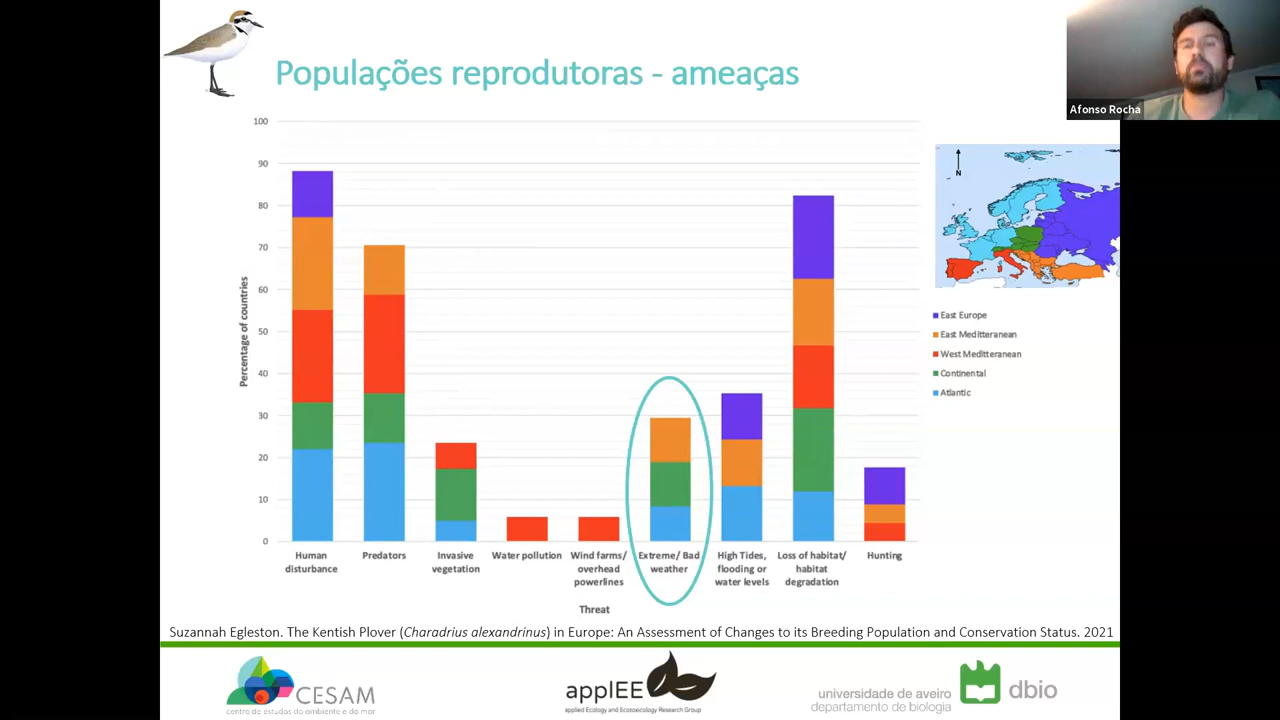 Populações reprodutoras - ameaças
Afonso Rocha
100
90
80
70
60
50
40
30
20
10
0
Percentage of countries
Human
disturbance
Predators
Invasive
vegetation
Water pollution
Wind farms/
overhead
powerlines
Extreme/ Bad
weather
High Tides,
flooding or
water levels
Loss of habitat/
habitat
degradation
Hunting
Threat
N
East Europe
East Meditteranean
West Meditteranean
Continental
Atlantic
Suzannah Egleston. The Kentish Plover (Charadrius alexandrinus) in Europe: An Assessment of Changes to its Breeding Population and Conservation Status. 2021
CESAM
centro de estudos do ambiente e do mar
applEE
applied Ecology and Ecotoxicology Research Group
universidade de aveiro
departamento de biologia
dbio